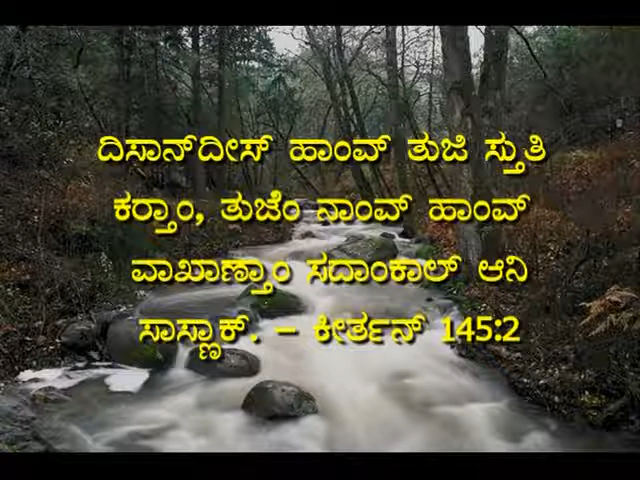 ದಿಸಾನ್‌ದೀಸ್ ಹಾಂವ್ ತುಜಿ ಸ್ತುತಿ
ಕರ‍್ತಾಂ, ತುಜೆಂ ನಾಂವ್ ಹಾಂವ್
ವಾಖಾಣ್ತಾಂ ಸದಾಂಕಾಲ್ ಆನಿ
ಸಾಸ್ಣಾಕ್. – ಕೀರ್ತನ್ 145:2